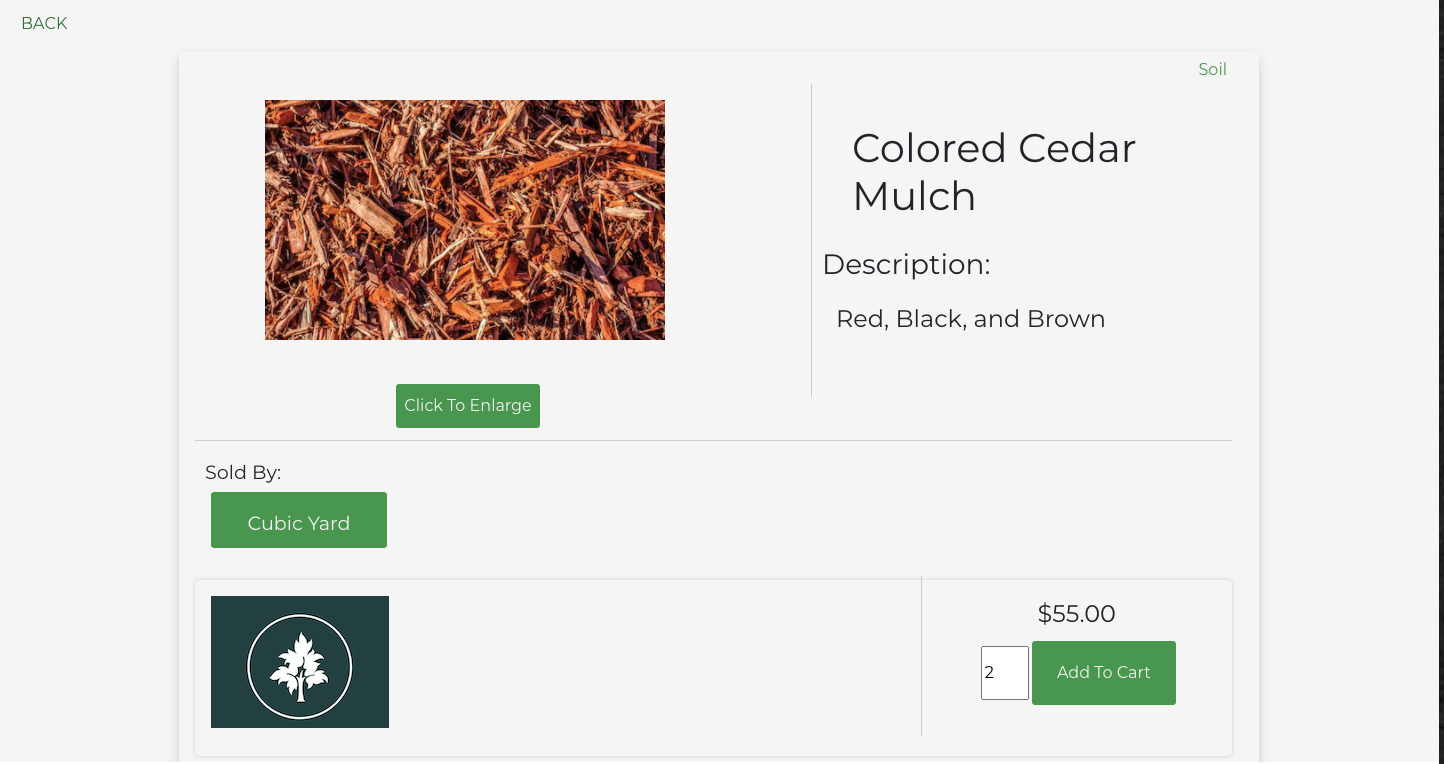 BACK
Soil
Colored Cedar
Mulch
Description:
Red, Black, and Brown
Click To Enlarge
Sold By:
Cubic Yard
$55.00
2
Add To Cart